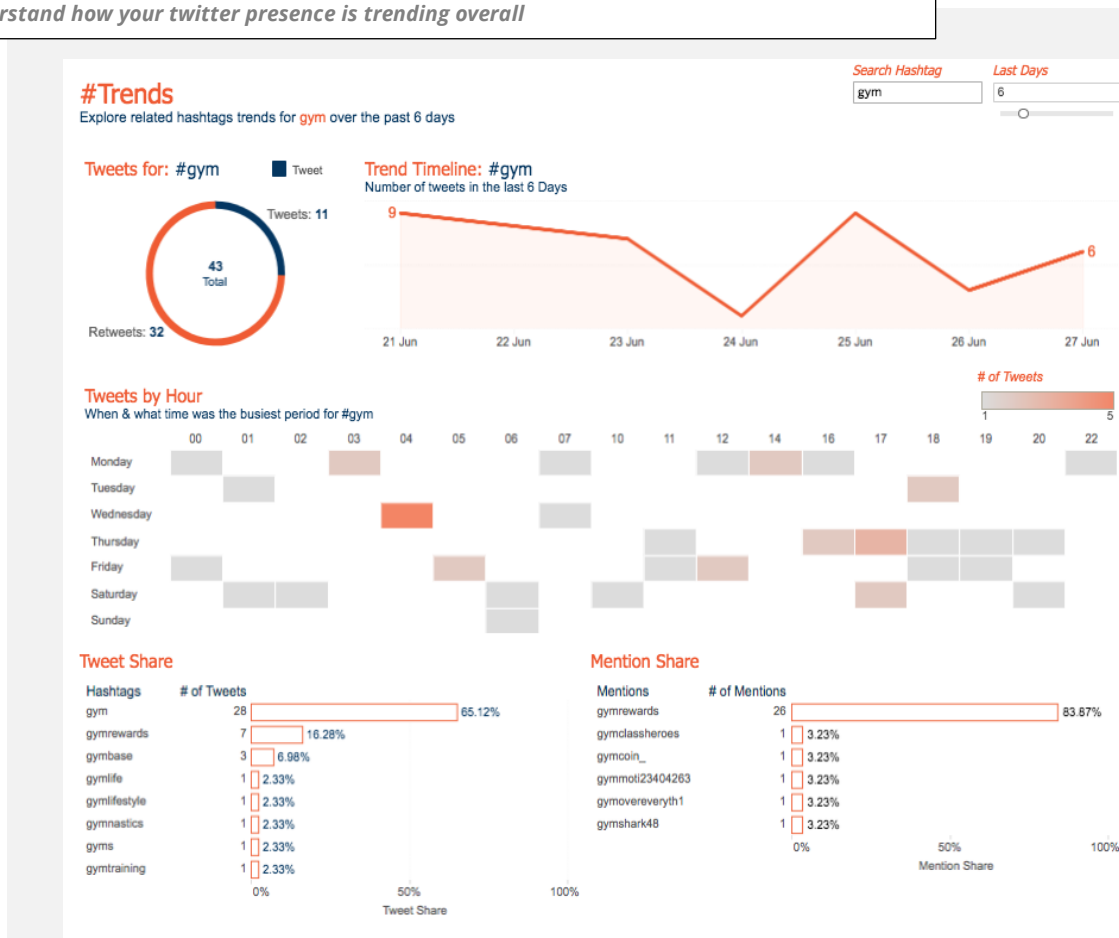 rstand how your twitter presence is trending overall
Search Hashtag
Last Days
#Trends
gym
6
Explore related hashtags trends for gym over the past 6 days
Tweets for: #gym
Tweet
Trend Timeline: #gym
Number of tweets in the last 6 Days
Tweets: 11
9
43
Total
6
Retweets: 32
21 Jun 22 Jun 23 Jun 24 Jun 25 Jun 26 Jun 27 Jun
# of Tweets
1 5
Tweets by Hour
When & what time was the busiest period for #gym
00 01 02 03 04 05 06 07 10 11 12 14 16 17 18 19 20 22
Monday
Tuesday
Wednesday
Thursday
Friday
Saturday
Sunday
Tweet Share
Hashtags # of Tweets
gym 28 65.12%
gymrewards 7 16.28%
gymbase 3 6.98%
gymlife 1 2.33%
gymlifestyle 1 2.33%
gymnastics 1 2.33%
gyms 1 2.33%
gymtraining 1 2.33%
0% 50% 100%
Tweet Share
Mention Share
Mentions # of Mentions
gymrewards 26 83.87%
gymclassheroes 1 3.23%
gymcoin_ 1 3.23%
gymmoti23404263 1 3.23%
gymovereveryth1 1 3.23%
gymshark48 1 3.23%
0% 50% 100%
Mention Share